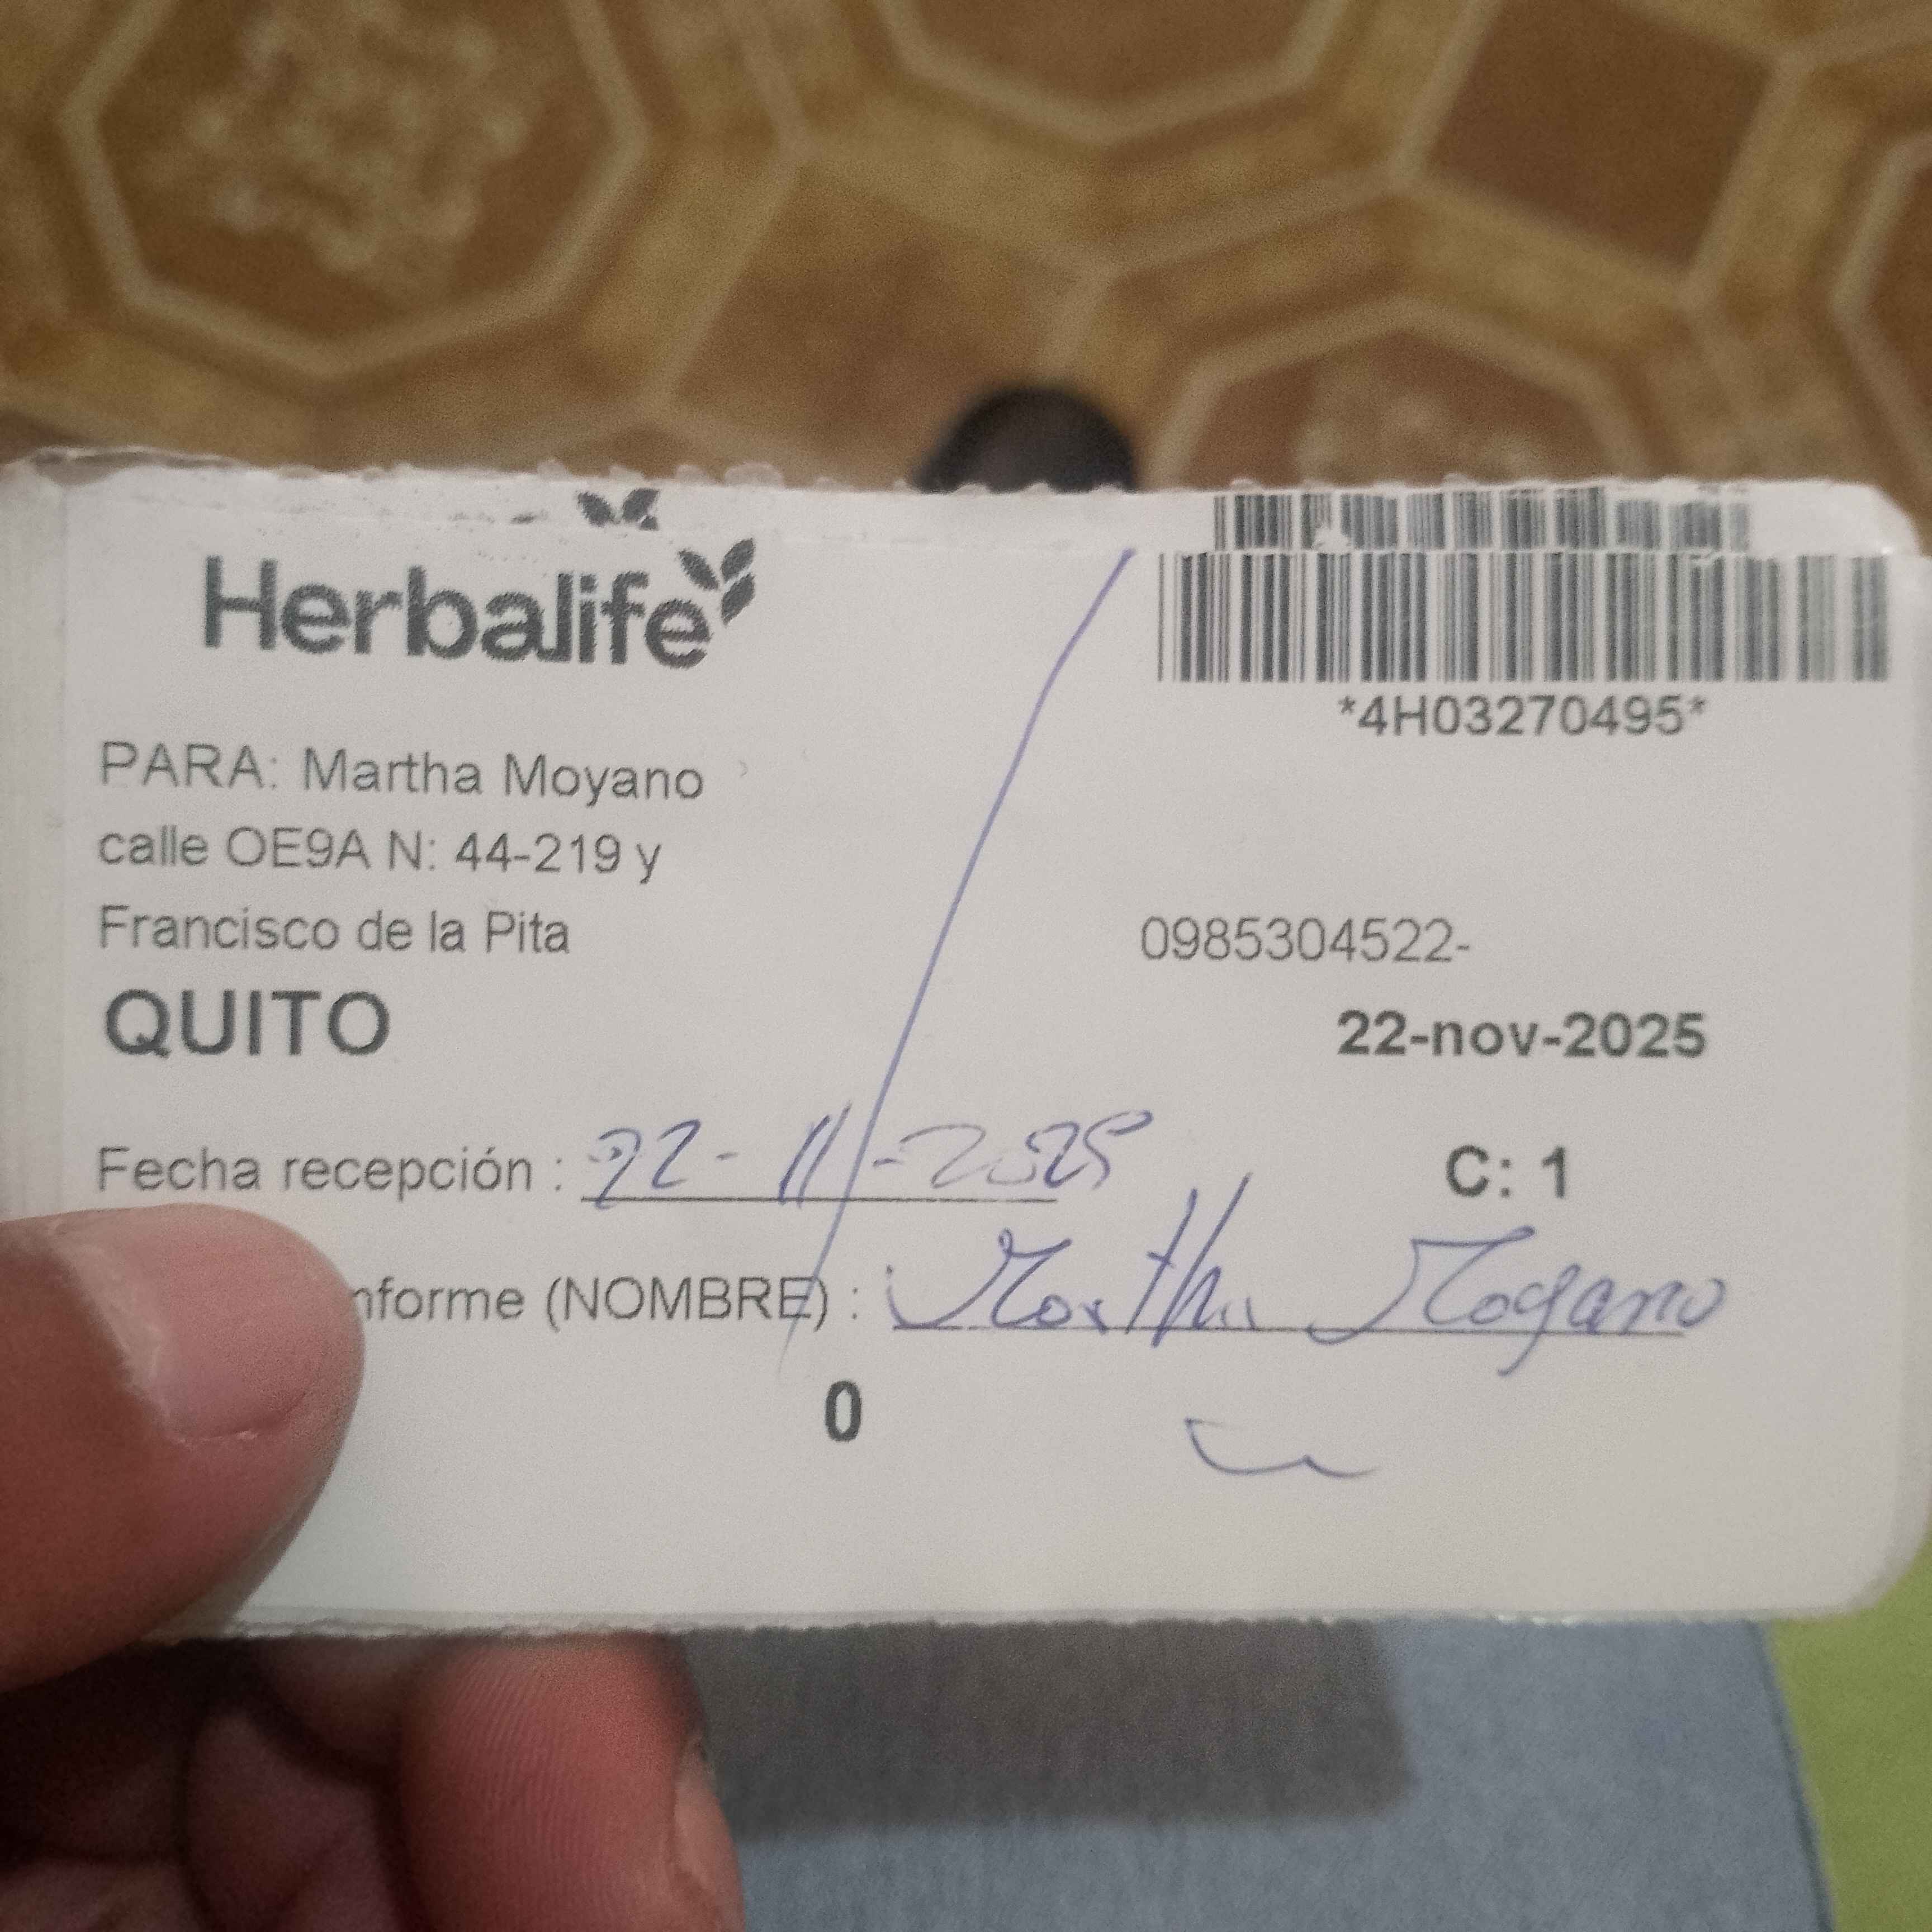 Herbalife
*4H03270495*
PARA: Martha Moyano
calle OE9A N: 44-219 y
Francisco de la Pita
0985304522-
QUITO
22-nov-2025
Fecha recepción : 22-11-2025
C: 1
nforme (NOMBRE) : Martha Moyano
0